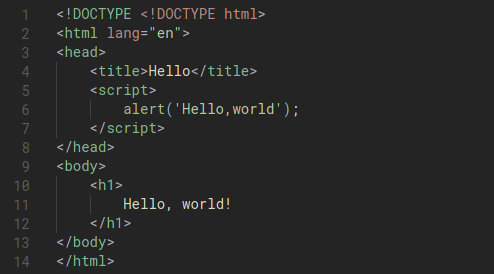 1 <!DOCTYPE <!DOCTYPE html>
2 <html lang="en">
3 <head>
4     <title>Hello</title>
5     <script>
6         alert('Hello,world');
7     </script>
8 </head>
9 <body>
10     <h1>
11         Hello, world!
12     </h1>
13 </body>
14 </html>